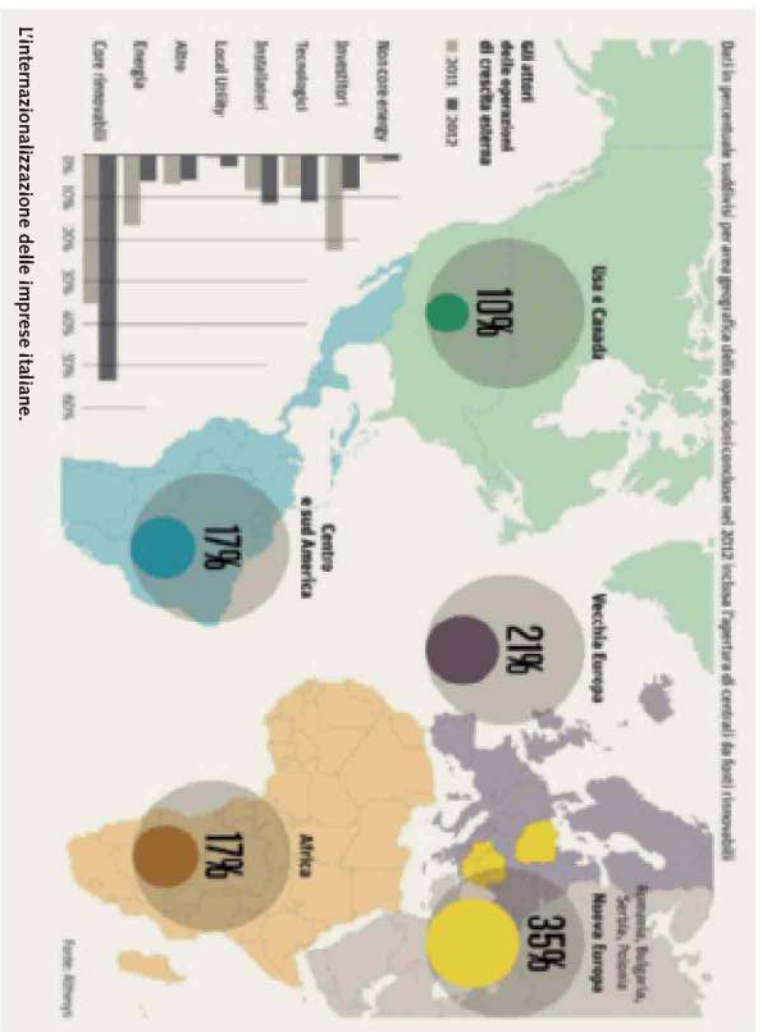 Dati in percentuale suddivisi per area geografica delle operazioni concluse nel 2012 inclusa l'apertura di centrali da fonti rinnovabili
Usa e Canada
10%
Vecchia Europa
21%
Romania, Bulgaria,
Serbia, Polonia
Nuova Europa
35%
Centro
e sud America
17%
Africa
17%
Gli attori
delle operazioni
di crescita esterna
2011 2012
Non core energy
Investitori
Tecnologici
Installatori
Local Utility
Altro
Energia
Core rinnovabili
0% 10% 20% 30% 40% 50% 60%
Fonte: Althesys
L'internazionalizzazione delle imprese italiane.